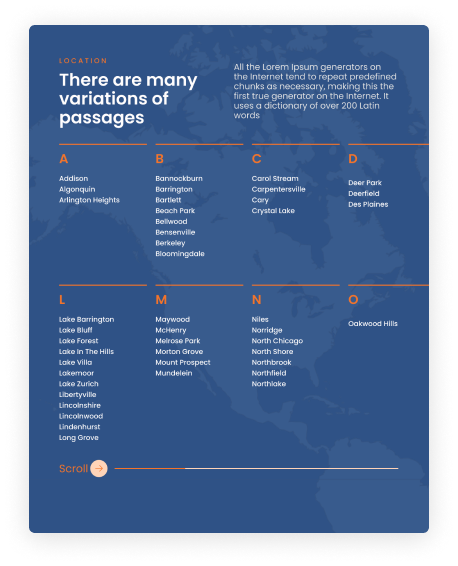 LOCATION
There are many
variations of
passages
All the Lorem Ipsum generators on
the Internet tend to repeat predefined
chunks as necessary, making this the
first true generator on the Internet. It
uses a dictionary of over 200 Latin
words
A
Addison
Algonquin
Arlington Heights
B
Bannockburn
Barrington
Bartlett
Beach Park
Bellwood
Bensenville
Berkeley
Bloomingdale
C
Carol Stream
Carpentersville
Cary
Crystal Lake
D
Deer Park
Deerfield
Des Plaines
L
Lake Barrington
Lake Bluff
Lake Forest
Lake In The Hills
Lake Villa
Lakemoor
Lake Zurich
Libertyville
Lincolnshire
Lincolnwood
Lindenhurst
Long Grove
M
Maywood
McHenry
Melrose Park
Morton Grove
Mount Prospect
Mundelein
N
Niles
Norridge
North Chicago
North Shore
Northbrook
Northfield
Northlake
O
Oakwood Hills
Scroll